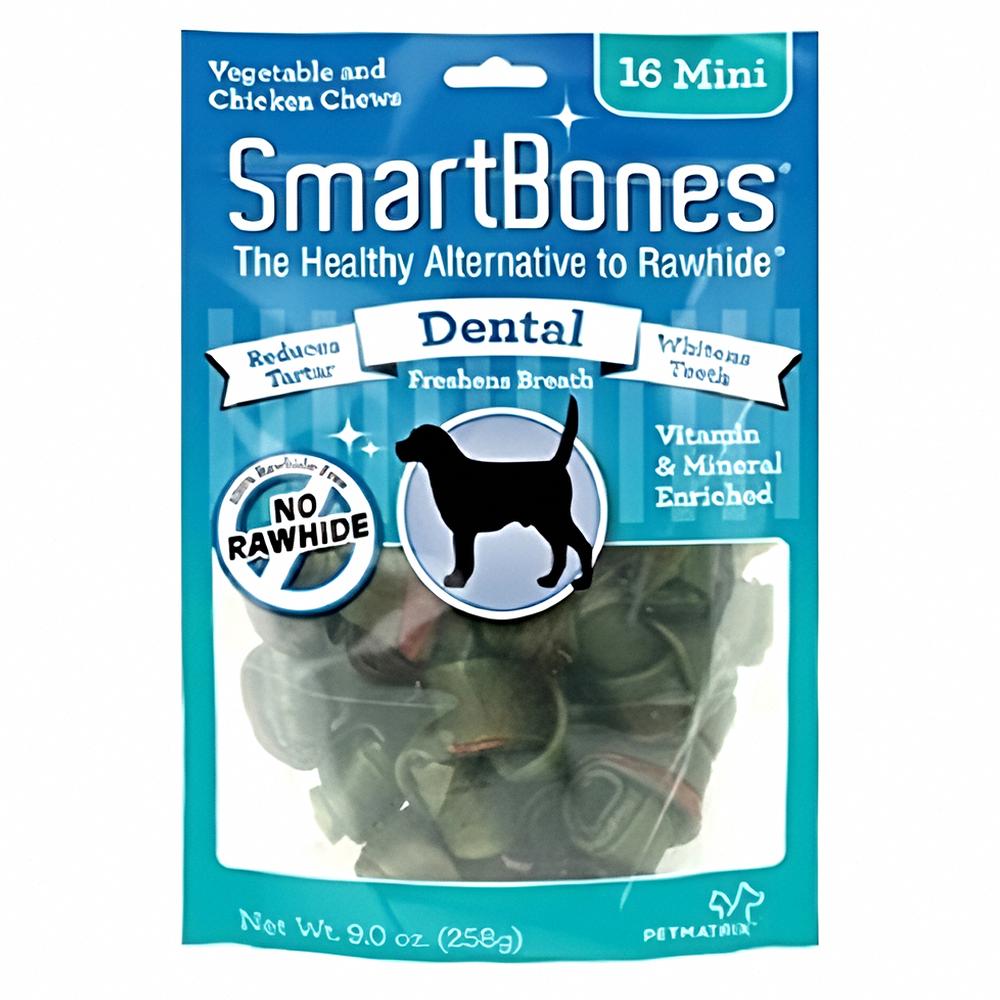 Vegetable and
Chicken Chews
16 Mini
SmartBones
The Healthy Alternative to Rawhide
Dental
Reduces
Tartar
Whitens
Teeth
Freshens Breath
Vitamin
& Mineral
Enriched
NO
RAWHIDE
Net Wt. 9.0 oz (258g)